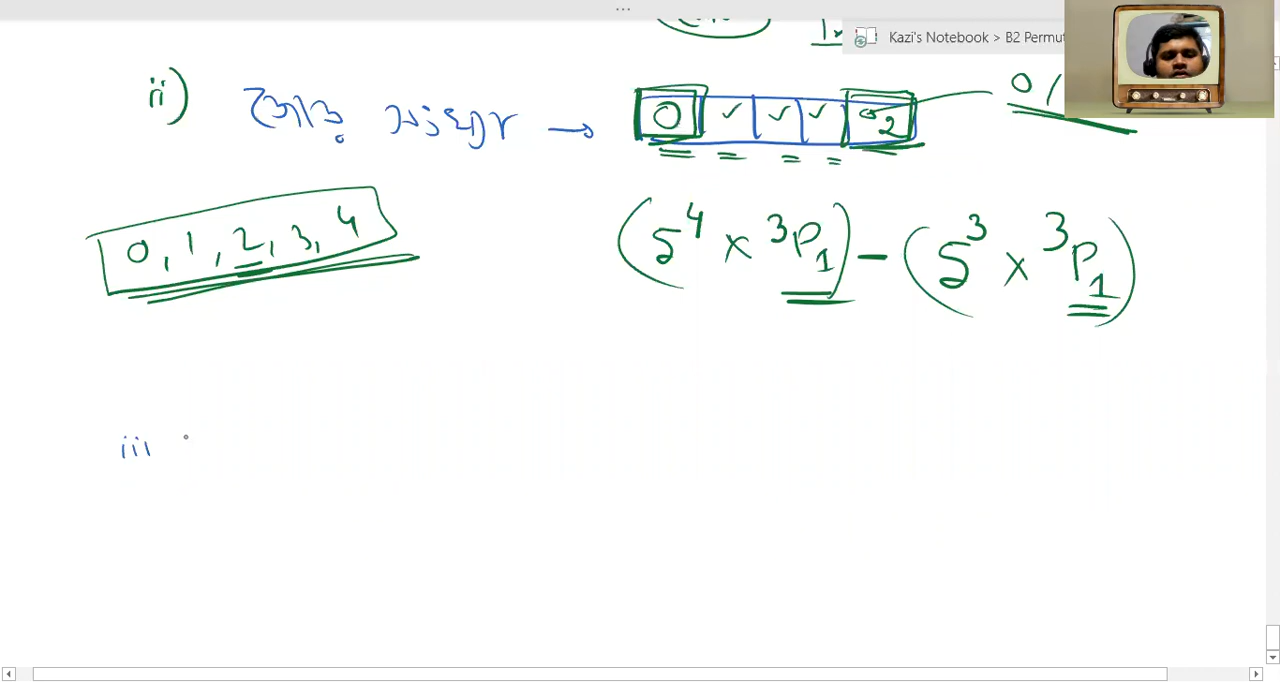 Kazi's Notebook > B2 Permut
ii) জোড় সংখ্যা → 0 ✓ ✓ ✓ 2 0/
0, 1, 2, 3, 4
(5⁴ × ³P₁) − (5³ × ³P₁)
iii